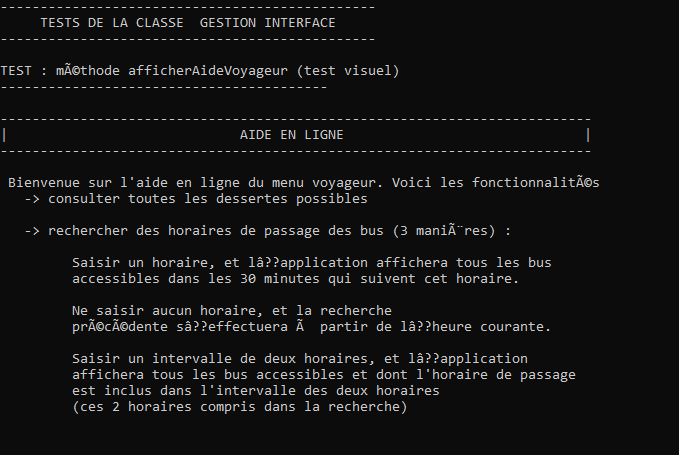 -----------------------------------------------
TESTS DE LA CLASSE  GESTION INTERFACE
-----------------------------------------------
TEST : mÃ©thode afficherAideVoyageur (test visuel)
-----------------------------------------
--------------------------------------------------------------------------
|                             AIDE EN LIGNE                              |
--------------------------------------------------------------------------
Bienvenue sur l'aide en ligne du menu voyageur. Voici les fonctionnalitÃ©s
-> consulter toutes les dessertes possibles
-> rechercher des horaires de passage des bus (3 maniÃ¨res) :
Saisir un horaire, et lâ??application affichera tous les bus
accessibles dans les 30 minutes qui suivent cet horaire.
Ne saisir aucun horaire, et la recherche
prÃ©cÃ©dente sâ??effectuera Ã  partir de lâ??heure courante.
Saisir un intervalle de deux horaires, et lâ??application
affichera tous les bus accessibles et dont l'horaire de passage
est inclus dans l'intervalle des deux horaires
(ces 2 horaires compris dans la recherche)